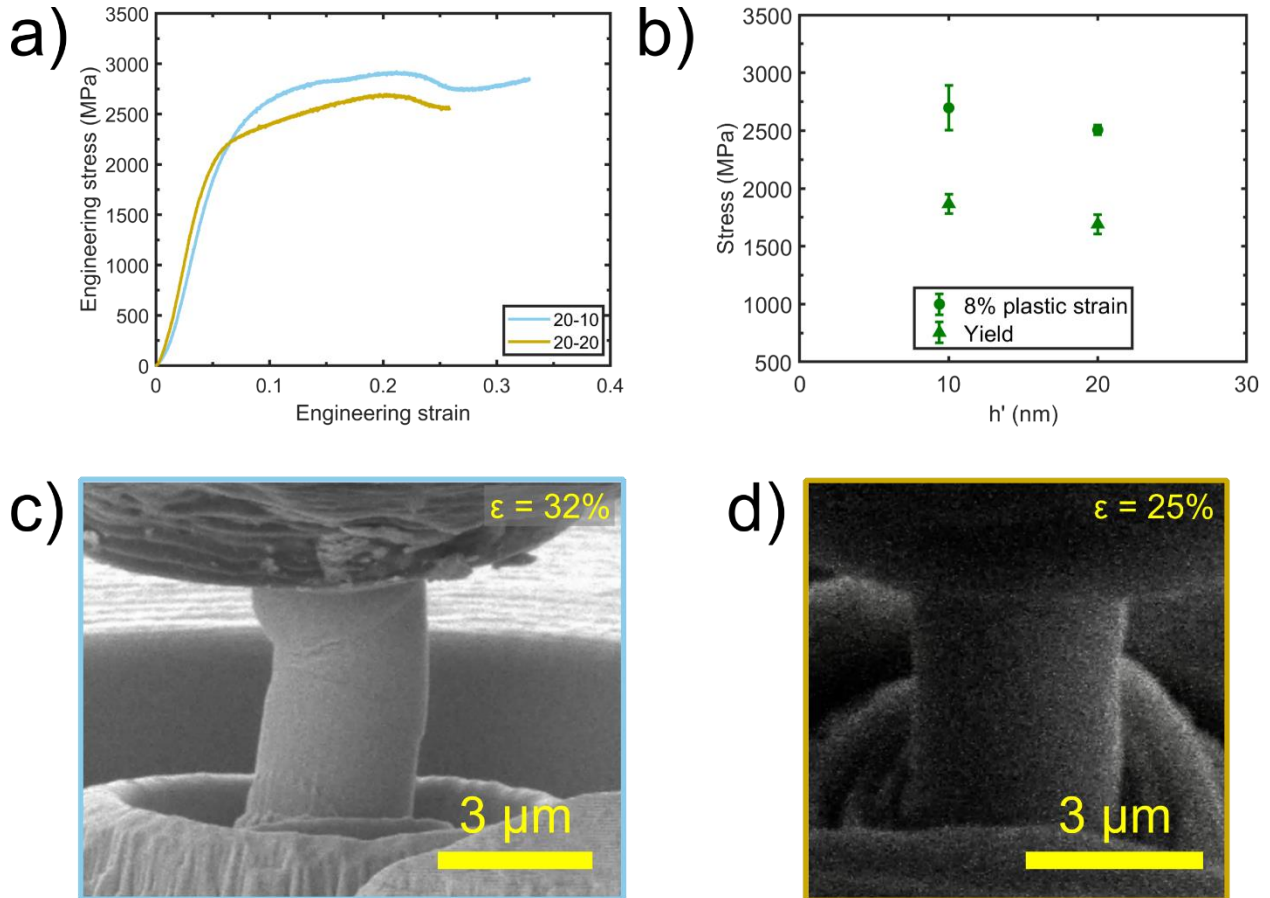 a)
3500
3000
2500
2000
1500
1000
500
0
Engineering stress (MPa)
0
0.1
0.2
0.3
0.4
Engineering strain
20-10
20-20
b)
3500
3000
2500
2000
1500
1000
500
Stress (MPa)
0
10
20
30
h' (nm)
8% plastic strain
Yield
c)
ε = 32%
3 μm
d)
ε = 25%
3 μm